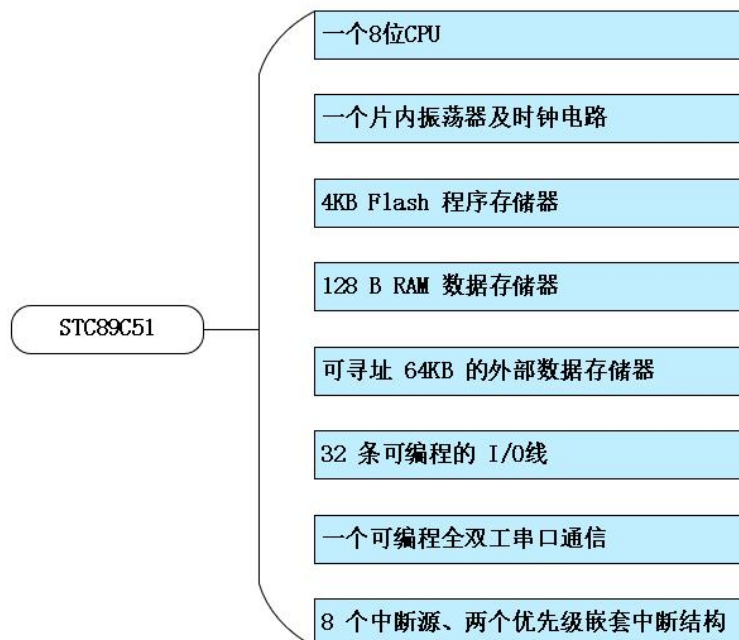 一个8位CPU
一个片内振荡器及时钟电路
4KB Flash 程序存储器
128 B RAM 数据存储器
STC89C51
可寻址 64KB 的外部数据存储器
32 条可编程的 I/O线
一个可编程全双工串口通信
8 个中断源、两个优先级嵌套中断结构